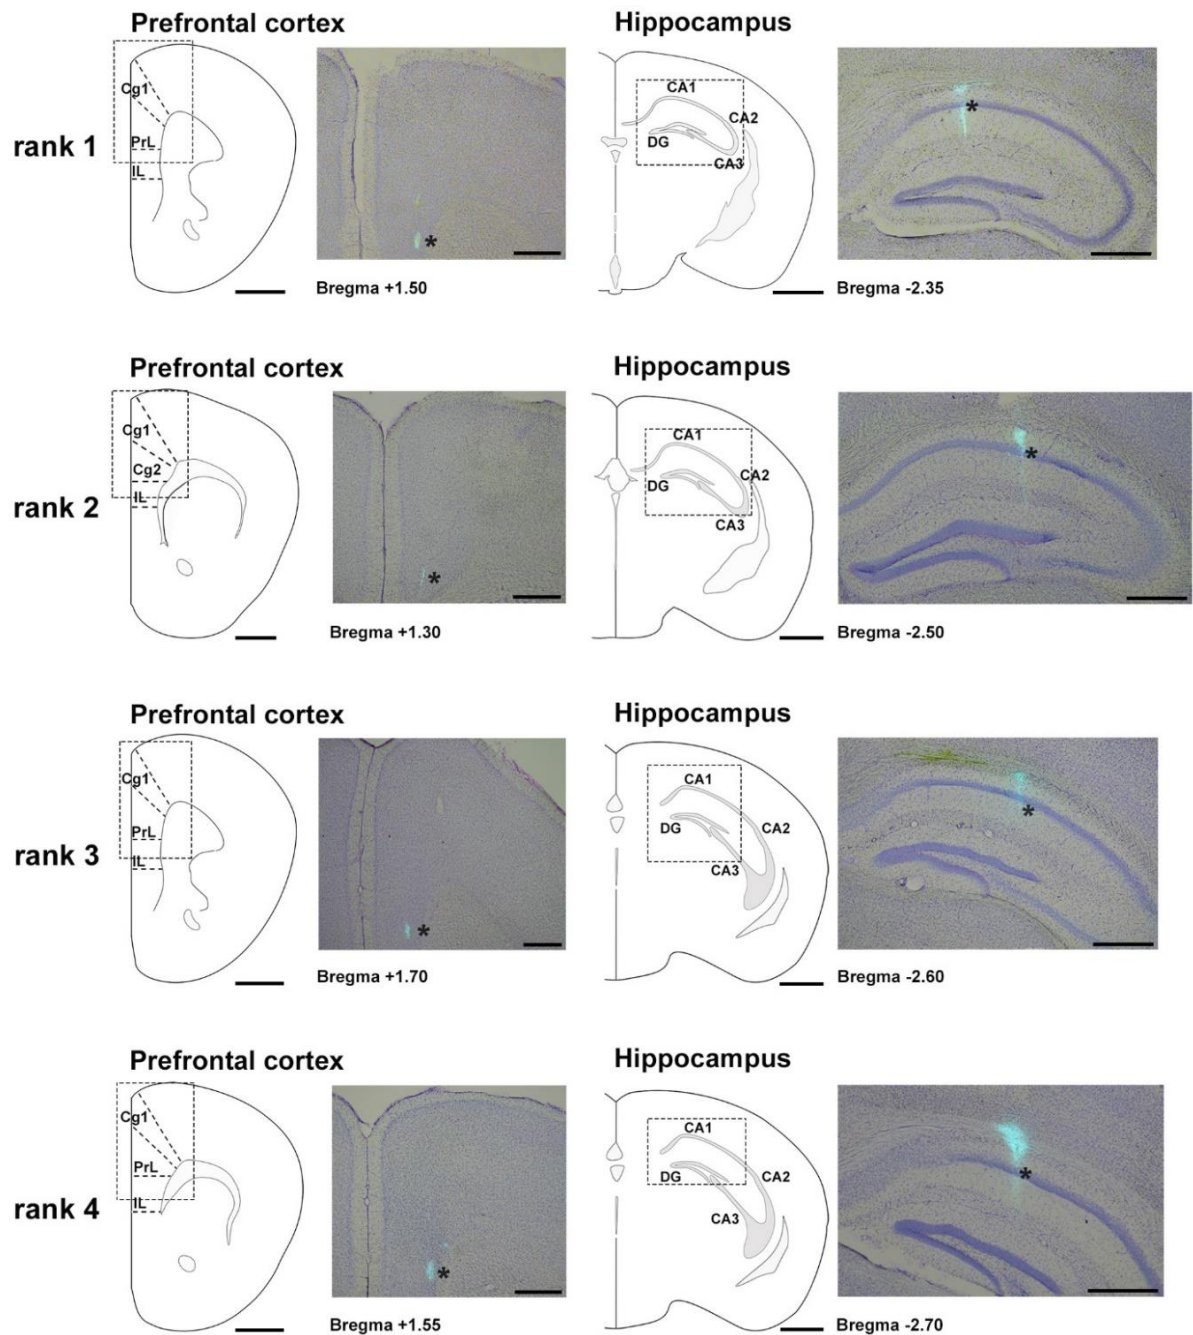 Prefrontal cortex
Hippocampus
rank 1
Cg1
PrL
IL
*
Bregma +1.50
CA1
CA2
DG
CA3
*
Bregma -2.35
Prefrontal cortex
Hippocampus
rank 2
Cg1
Cg2
IL
*
Bregma +1.30
CA1
CA2
DG
CA3
*
Bregma -2.50
Prefrontal cortex
Hippocampus
rank 3
Cg1
PrL
IL
*
Bregma +1.70
CA1
DG
CA2
CA3
*
Bregma -2.60
Prefrontal cortex
Hippocampus
rank 4
Cg1
PrL
IL
*
Bregma +1.55
CA1
DG
CA2
CA3
*
Bregma -2.70